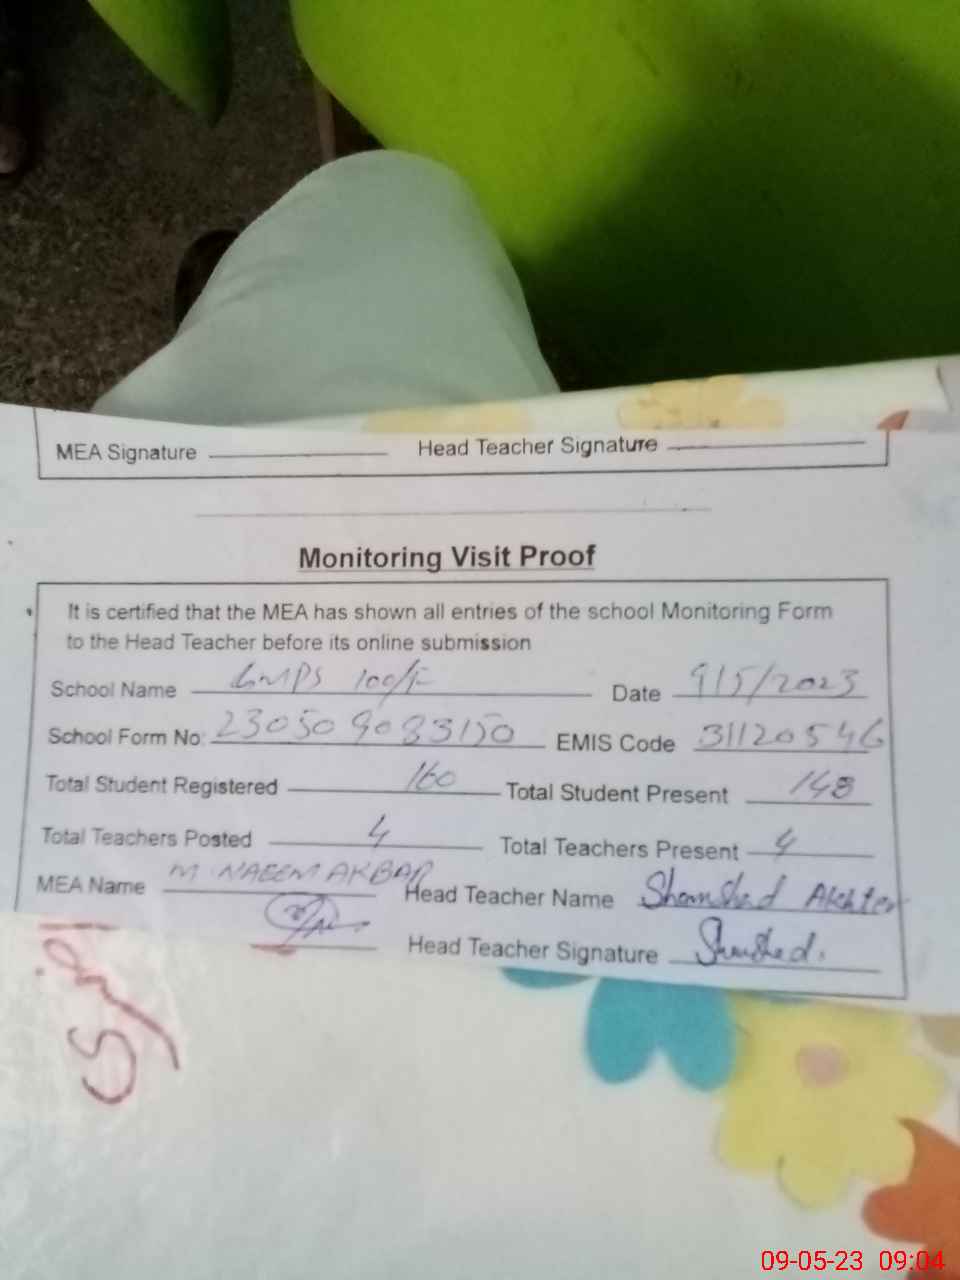 MEA Signature Head Teacher Signature
Monitoring Visit Proof
It is certified that the MEA has shown all entries of the school Monitoring Form
to the Head Teacher before its online submission
School Name GMPS 100/F Date 9/5/2023
School Form No: 230509083150 EMIS Code 31120546
Total Student Registered 160 Total Student Present 148
Total Teachers Posted 4 Total Teachers Present 4
MEA Name M. NAEEM AKBAR Head Teacher Name Shamshad Akhter
Head Teacher Signature Shamshad.
09-05-23 09:04